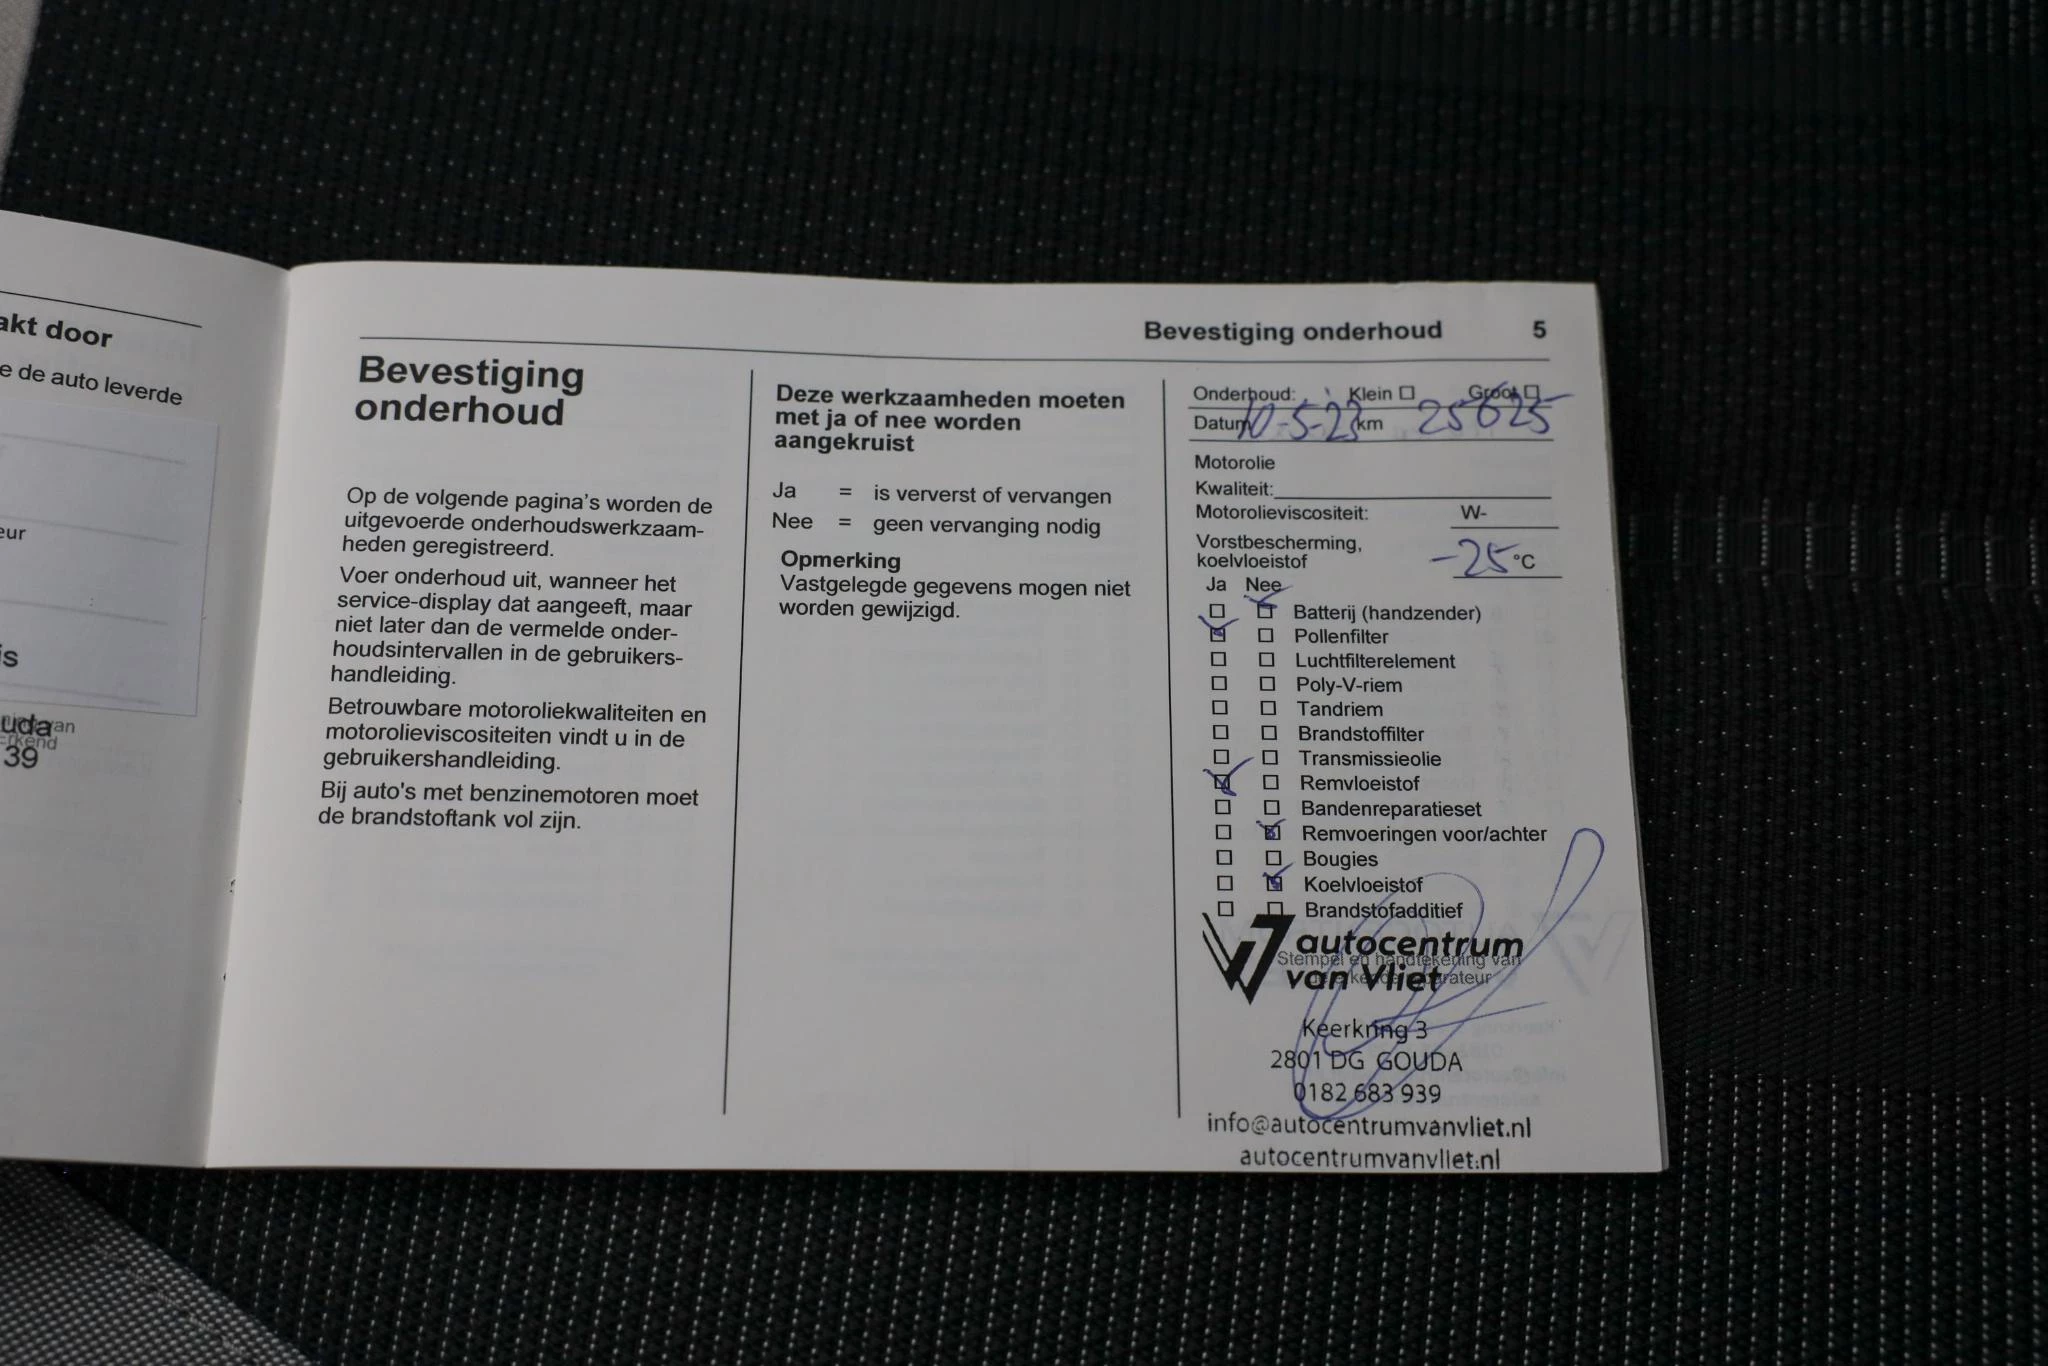 akt door
e de auto leverde
eur
is
uda
39
Bevestiging onderhoud 5
Bevestiging
onderhoud
Op de volgende pagina's worden de
uitgevoerde onderhoudswerkzaam-
heden geregistreerd.
Voer onderhoud uit, wanneer het
service-display dat aangeeft, maar
niet later dan de vermelde onder-
houdsintervallen in de gebruikers-
handleiding.
Betrouwbare motoroliekwaliteiten en
motorolieviscositeiten vindt u in de
gebruikershandleiding.
Bij auto's met benzinemotoren moet
de brandstoftank vol zijn.
Deze werkzaamheden moeten
met ja of nee worden
aangekruist
Ja = is ververst of vervangen
Nee = geen vervanging nodig
Opmerking
Vastgelegde gegevens mogen niet
worden gewijzigd.
Onderhoud: Klein Groot
Datum 10-5-23 km 25625
Motorolie
Kwaliteit:
Motorolieviscositeit: W-
Vorstbescherming,
koelvloeistof -25 °C
Ja Nee
Batterij (handzender)
Pollenfilter
Luchtfilterelement
Poly-V-riem
Tandriem
Brandstoffilter
Transmissieolie
Remvloeistof
Bandenreparatieset
Remvoeringen voor/achter
Bougies
Koelvloeistof
Brandstofadditief
autocentrum
Stempel en handtekening van
van Vliet
Keerkring 3
2801 DG GOUDA
0182 683 939
info@autocentrumvanvliet.nl
autocentrumvanvliet.nl